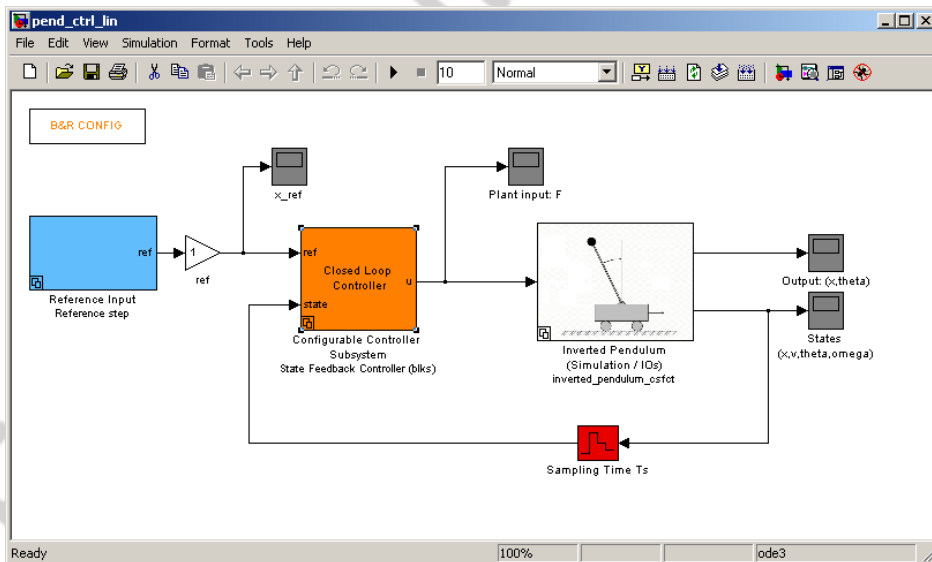 pend_ctrl_lin
File Edit View Simulation Format Tools Help
10 Normal
B&R CONFIG
x_ref
Plant input: F
ref
1
ref
ref
Closed Loop
Controller
u
state
Output: (x,theta)
Reference Input
Reference step
Configurable Controller
Subsystem
State Feedback Controller (blks)
Inverted Pendulum
(Simulation / IOs)
inverted_pendulum_csfct
States
(x,v,theta,omega)
Sampling Time Ts
Ready 100% ode3